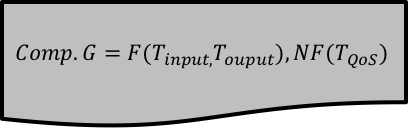 Comp. G = F(T_{input,}T_{ouput}), NF(T_{QoS})